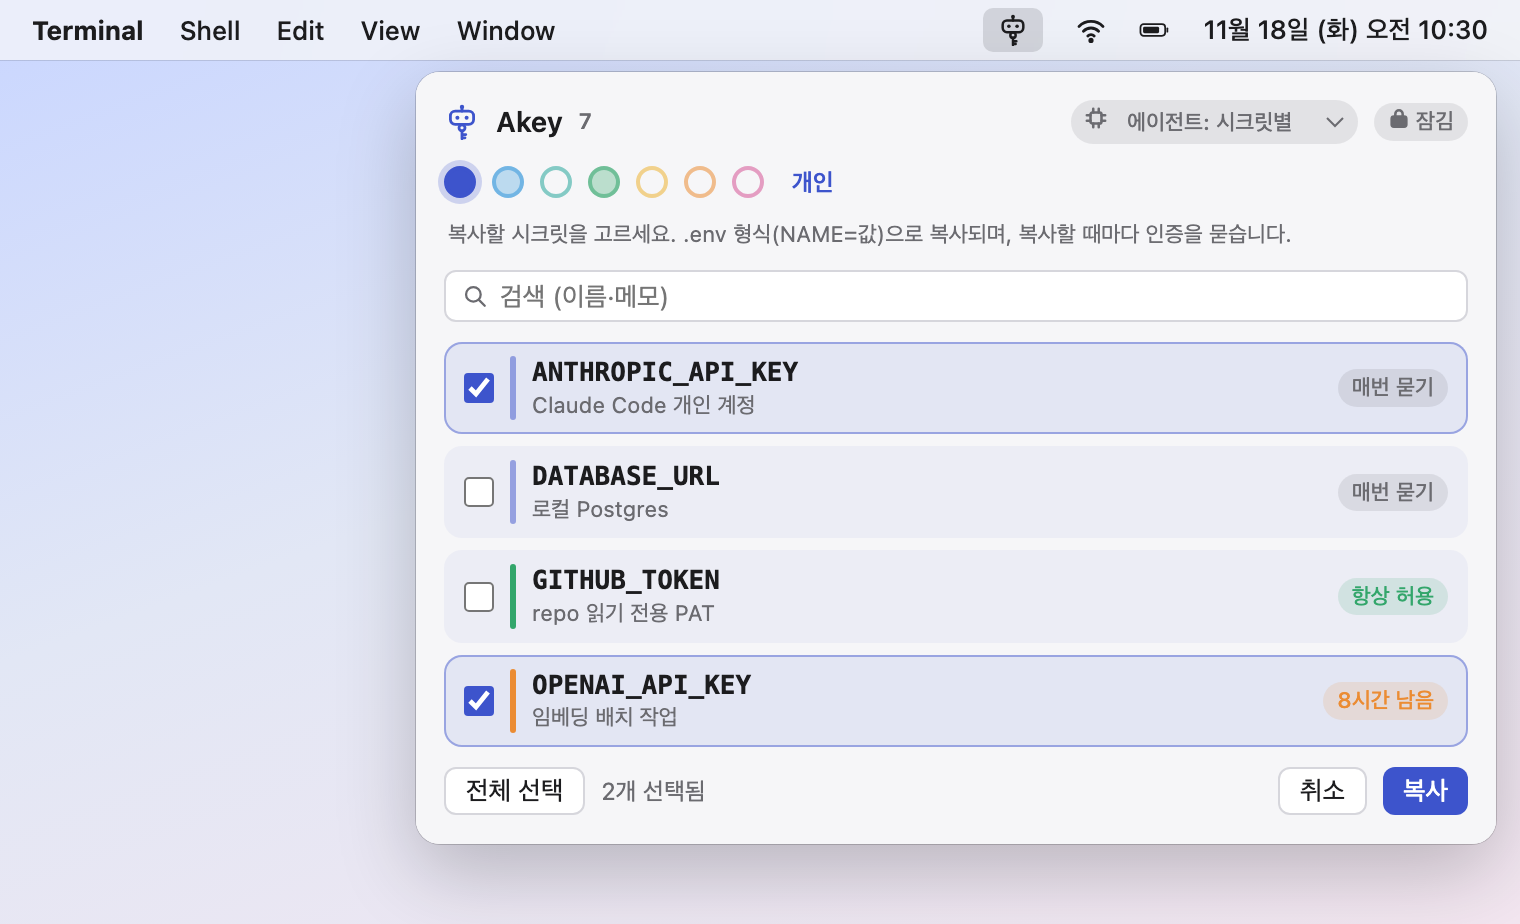 Terminal Shell Edit View Window 11월 18일 (화) 오전 10:30
Akey 7 에이전트: 시크릿별 잠김
개인
복사할 시크릿을 고르세요. .env 형식(NAME=값)으로 복사되며, 복사할 때마다 인증을 묻습니다.
검색 (이름·메모)
ANTHROPIC_API_KEY
Claude Code 개인 계정
매번 묻기
DATABASE_URL
로컬 Postgres
매번 묻기
GITHUB_TOKEN
repo 읽기 전용 PAT
항상 허용
OPENAI_API_KEY
임베딩 배치 작업
8시간 남음
전체 선택 2개 선택됨 취소 복사